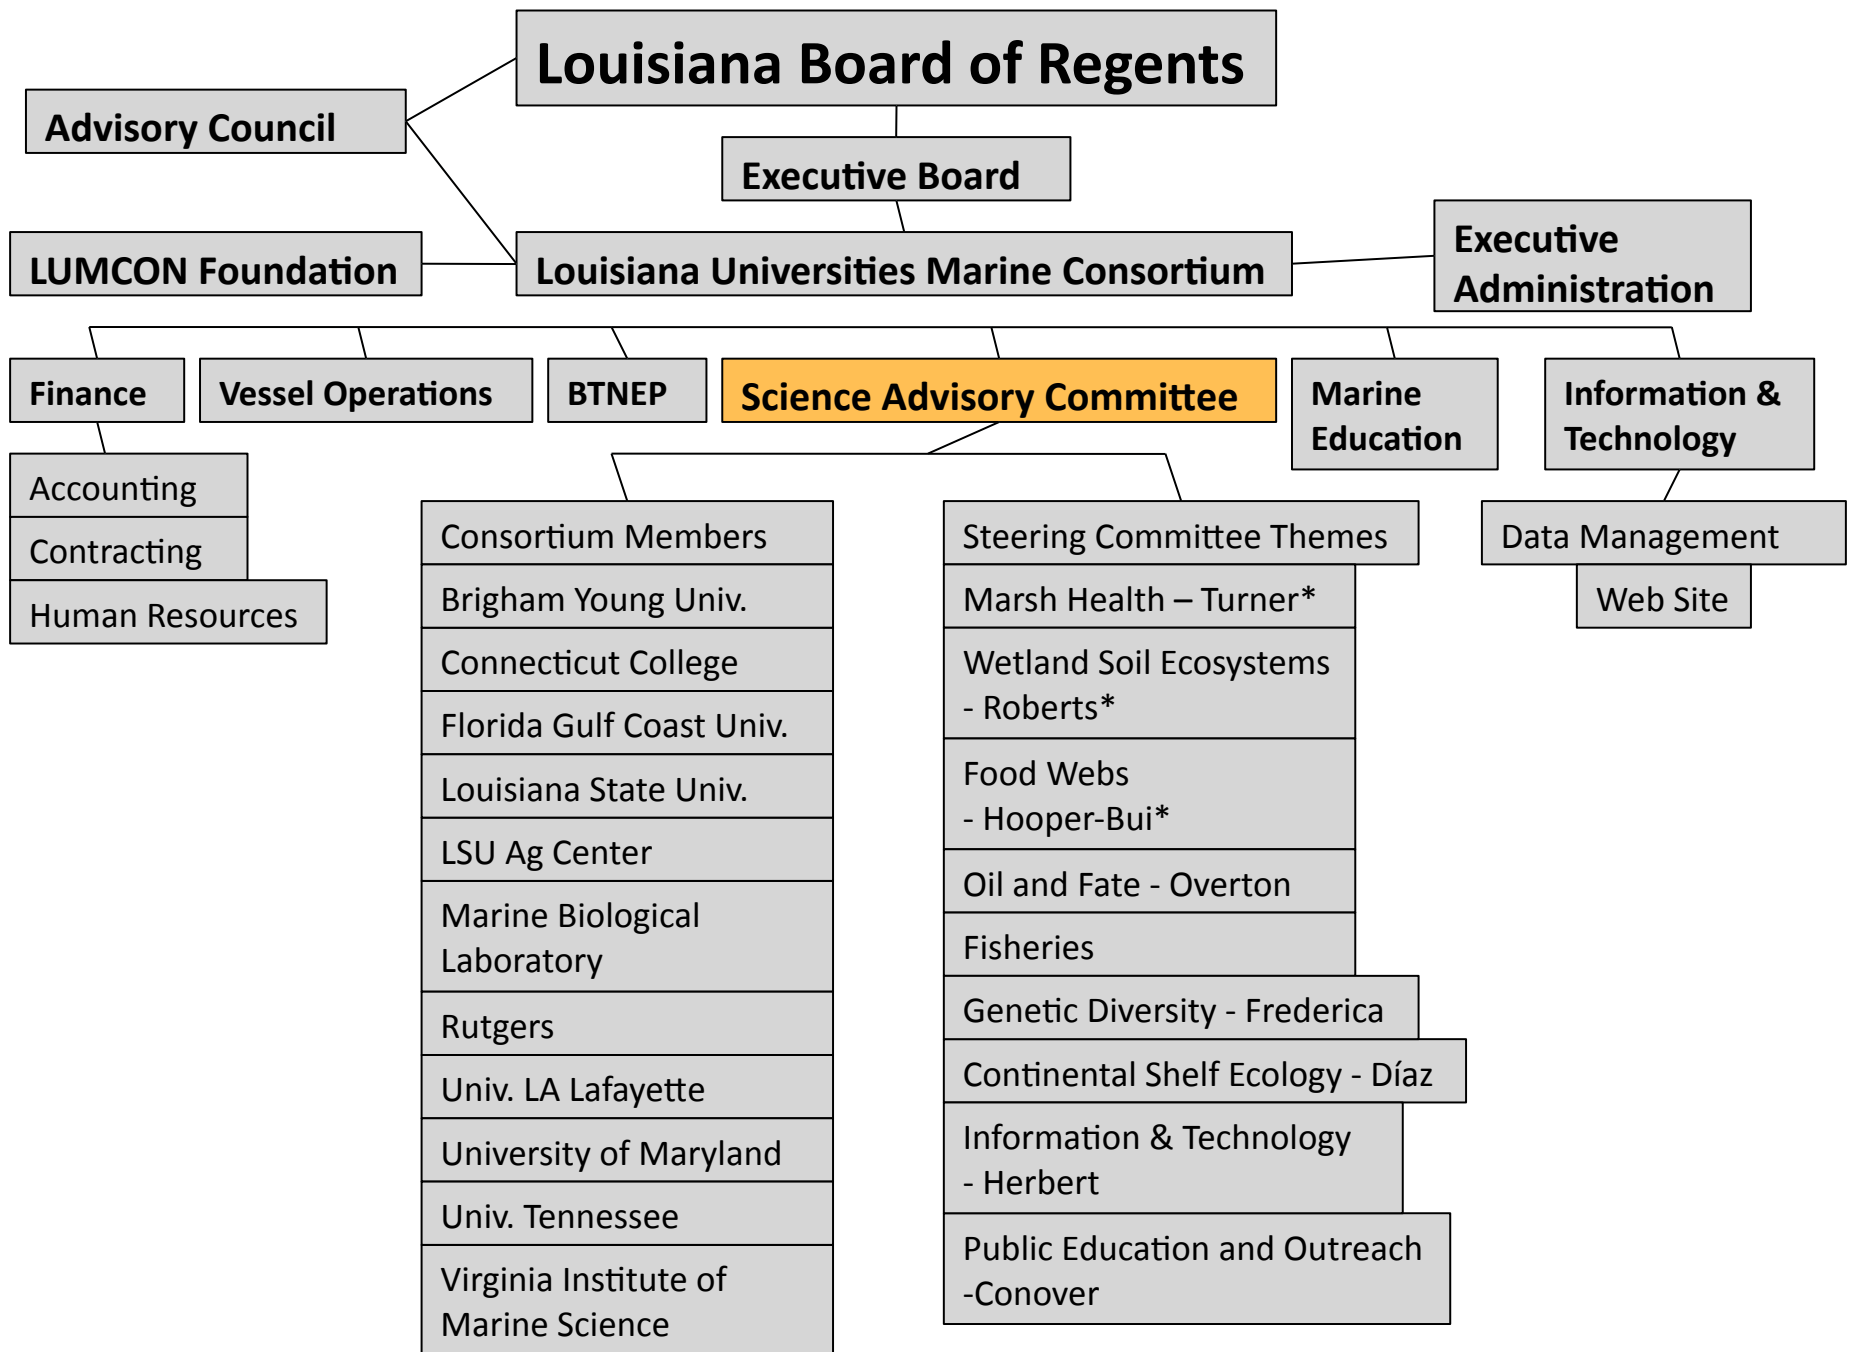 Louisiana Board of Regents
Advisory Council
Executive Board
LUMCON Foundation
Louisiana Universities Marine Consortium
Executive
Administration
Finance
Vessel Operations
BTNEP
Science Advisory Committee
Marine
Education
Information &
Technology
Accounting
Contracting
Human Resources
Consortium Members
Brigham Young Univ.
Connecticut College
Florida Gulf Coast Univ.
Louisiana State Univ.
LSU Ag Center
Marine Biological
Laboratory
Rutgers
Univ. LA Lafayette
University of Maryland
Univ. Tennessee
Virginia Institute of
Marine Science
Steering Committee Themes
Marsh Health – Turner*
Wetland Soil Ecosystems
- Roberts*
Food Webs
- Hooper-Bui*
Oil and Fate - Overton
Fisheries
Genetic Diversity - Frederica
Continental Shelf Ecology - Díaz
Information & Technology
- Herbert
Public Education and Outreach
-Conover
Data Management
Web Site